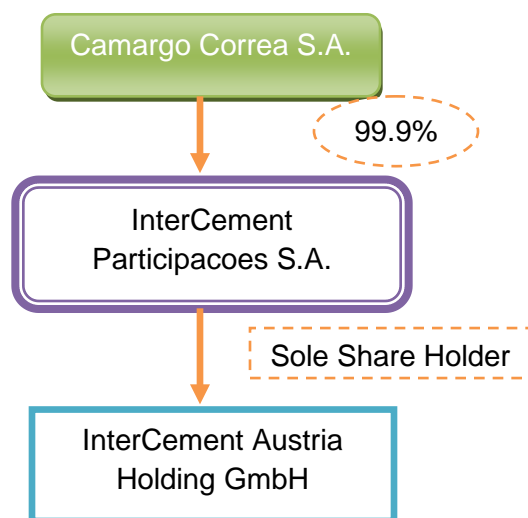 Camargo Correa S.A.
99.9%
InterCement
Participacoes S.A.
Sole Share Holder
InterCement Austria
Holding GmbH